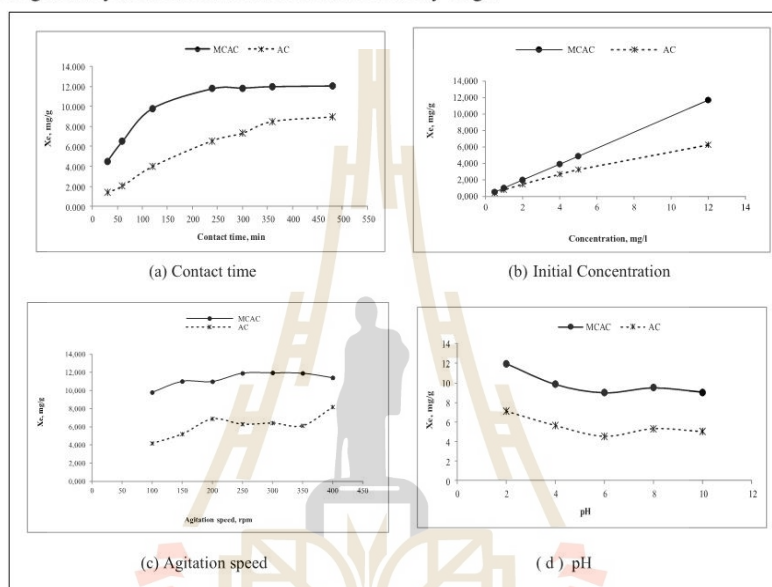 MCAC AC
14,000
12,000
10,000
8,000
6,000
4.000
2.000
0,000
Xe, mg/g
0 50 100 150 200 250 300 350 400 450 500 550
Contact time, min
(a) Contact time
MCAC AC
12,000
10,000
8,000
6,000
4,000
2,000
0,000
Xe, mg/g
0 2 4 6 8 10 12 14
Concentration, mg/l
(b) Initial Concentration
MCAC
AC
14,000
12,000
10,000
8,000
6,000
4,000
2,000
0,000
Xe, mg/g
0 50 100 150 200 250 300 350 400 450
Agitation speed, rpm
(c) Agitation speed
MCAC AC
14
12
10
8
6
4
2
0
Xe, mg/g
0 2 4 6 8 10 12
pH
( d ) pH